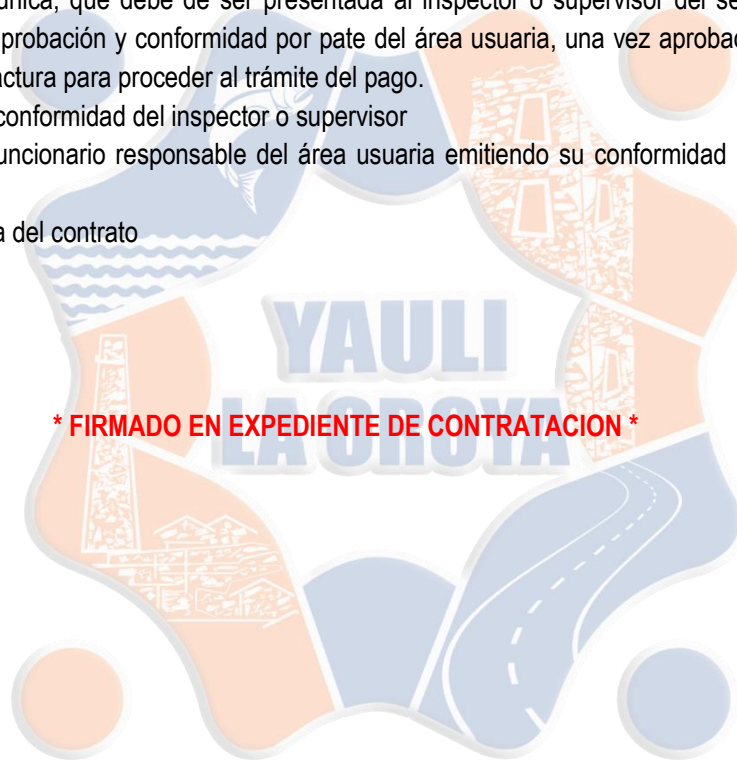 única, que debe de ser presentada al inspector o supervisor del se
probación y conformidad por pate del área usuaria, una vez aproba
actura para proceder al trámite del pago.
conformidad del inspector o supervisor
uncionario responsable del área usuaria emitiendo su conformidad
a del contrato
YAULI
* FIRMADO EN EXPEDIENTE DE CONTRATACION *
LA OROYA